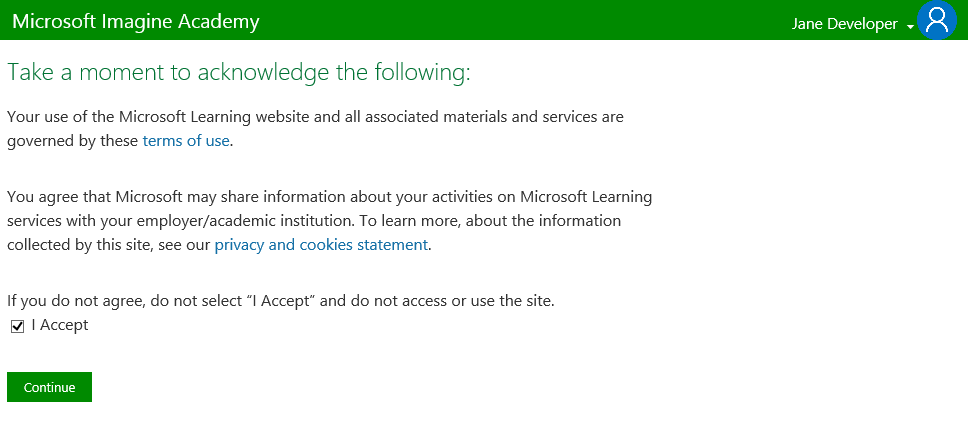 Microsoft Imagine Academy
Jane Developer
Take a moment to acknowledge the following:
Your use of the Microsoft Learning website and all associated materials and services are
governed by these terms of use.
You agree that Microsoft may share information about your activities on Microsoft Learning
services with your employer/academic institution. To learn more, about the information
collected by this site, see our privacy and cookies statement.
If you do not agree, do not select “I Accept” and do not access or use the site.
I Accept
Continue